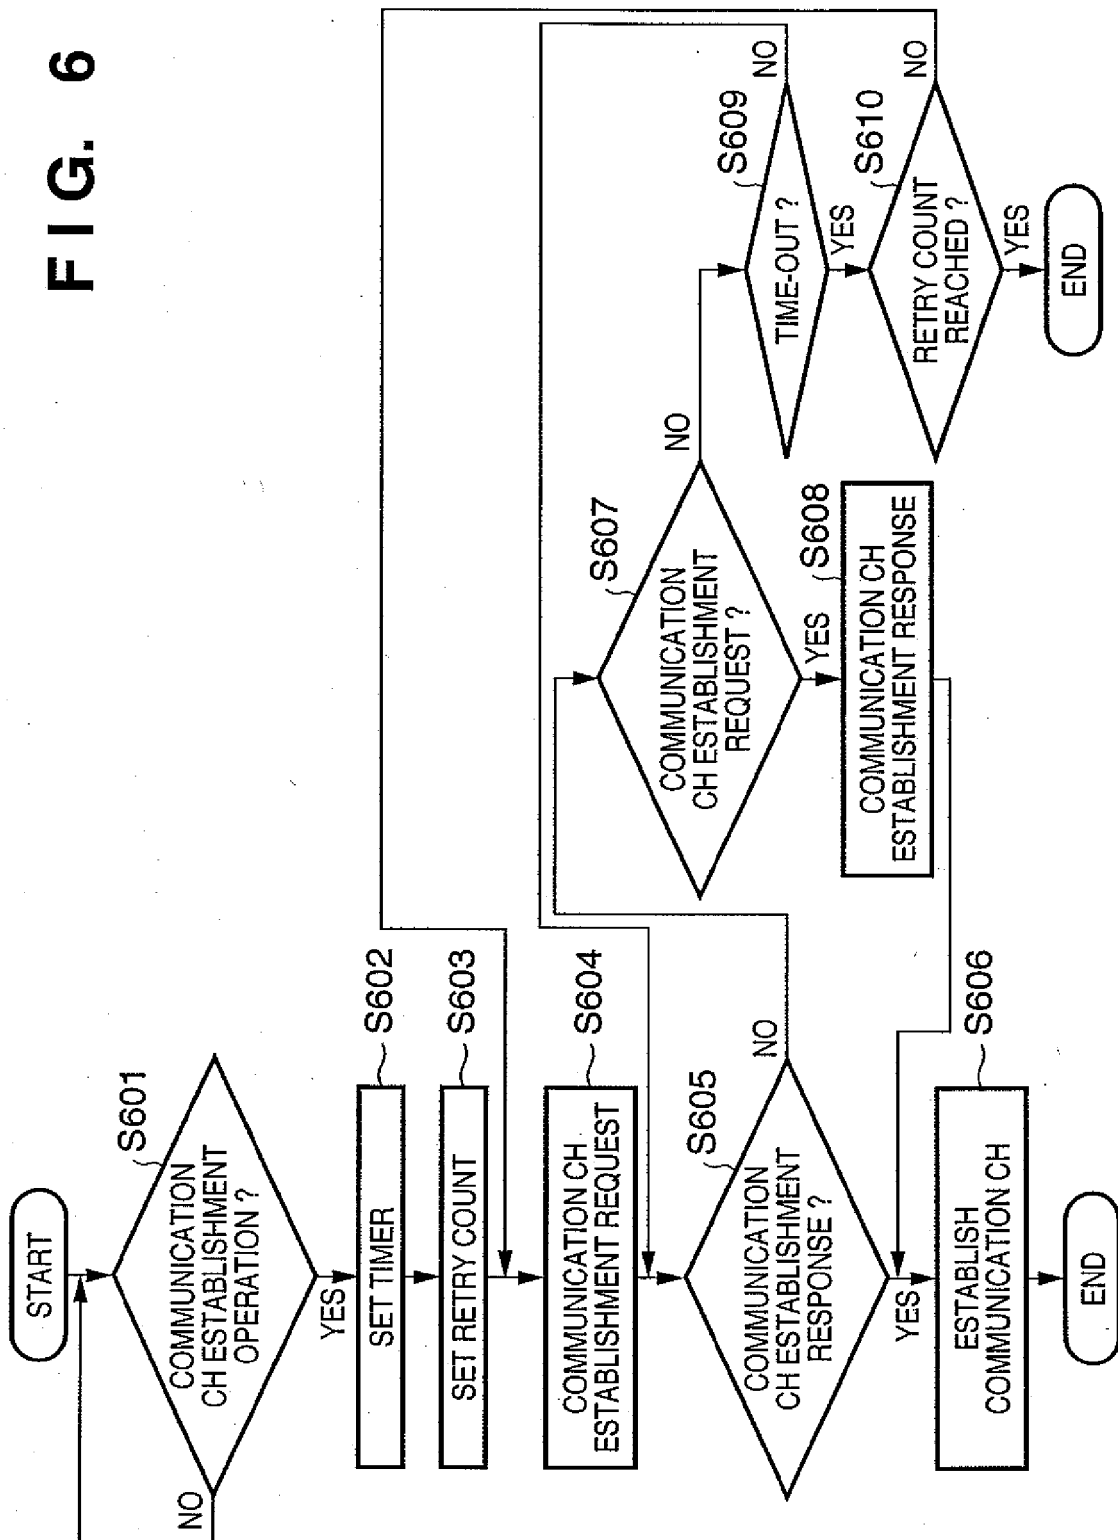 FIG. 6
START
S601
COMMUNICATION
CH ESTABLISHMENT
OPERATION ?
NO
YES
S602
SET TIMER
S603
SET RETRY COUNT
S604
COMMUNICATION CH
ESTABLISHMENT REQUEST
S605
COMMUNICATION
CH ESTABLISHMENT
RESPONSE ?
NO
YES
S606
ESTABLISH
COMMUNICATION CH
END
S607
COMMUNICATION
CH ESTABLISHMENT
REQUEST ?
NO
YES
S608
COMMUNICATION CH
ESTABLISHMENT RESPONSE
S609
TIME-OUT ?
NO
YES
S610
RETRY COUNT
REACHED ?
NO
YES
END